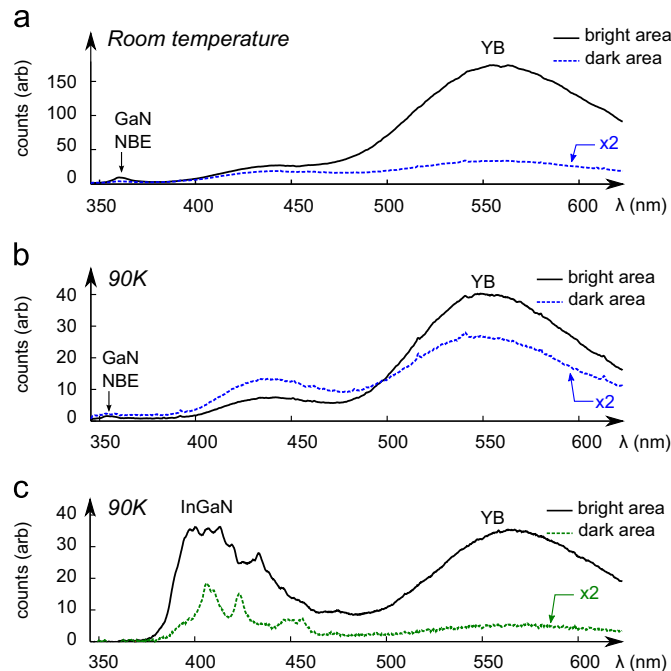 a
Room temperature
YB
bright area
dark area
counts (arb)
150
100
50
0
GaN
NBE
x2
350 400 450 500 550 600 λ (nm)
b
90K
YB
bright area
dark area
counts (arb)
40
30
20
10
0
GaN
NBE
x2
350 400 450 500 550 600 λ (nm)
c
90K
InGaN
YB
bright area
dark area
counts (arb)
40
30
20
10
0
x2
350 400 450 500 550 600 λ (nm)